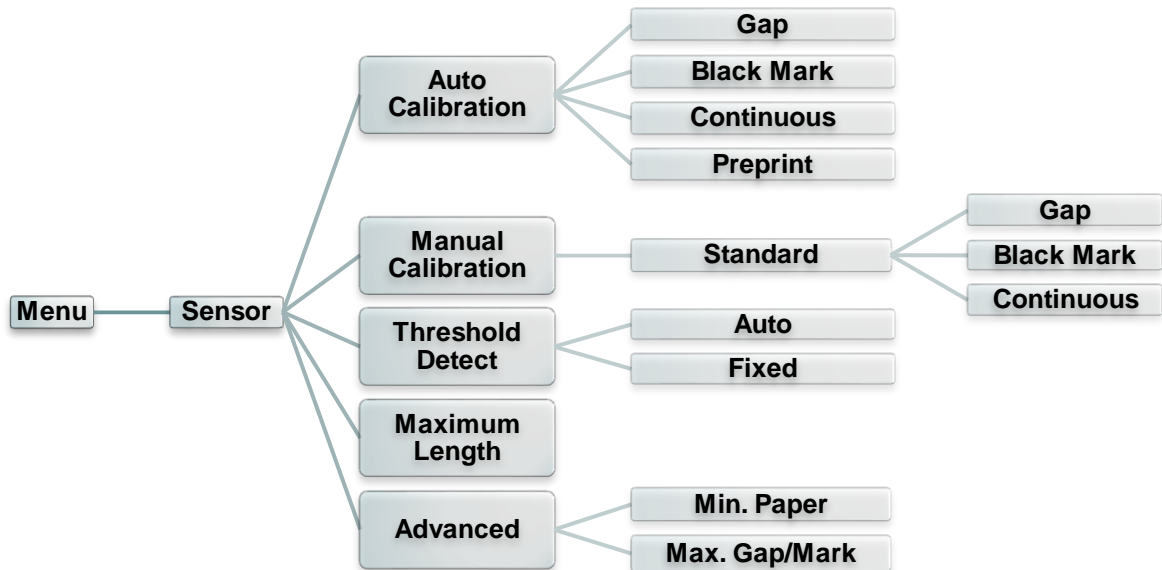 Gap
Auto
Calibration
Black Mark
Continuous
Preprint
Manual
Calibration
Standard
Gap
Black Mark
Continuous
Menu
Sensor
Threshold
Detect
Auto
Fixed
Maximum
Length
Advanced
Min. Paper
Max. Gap/Mark